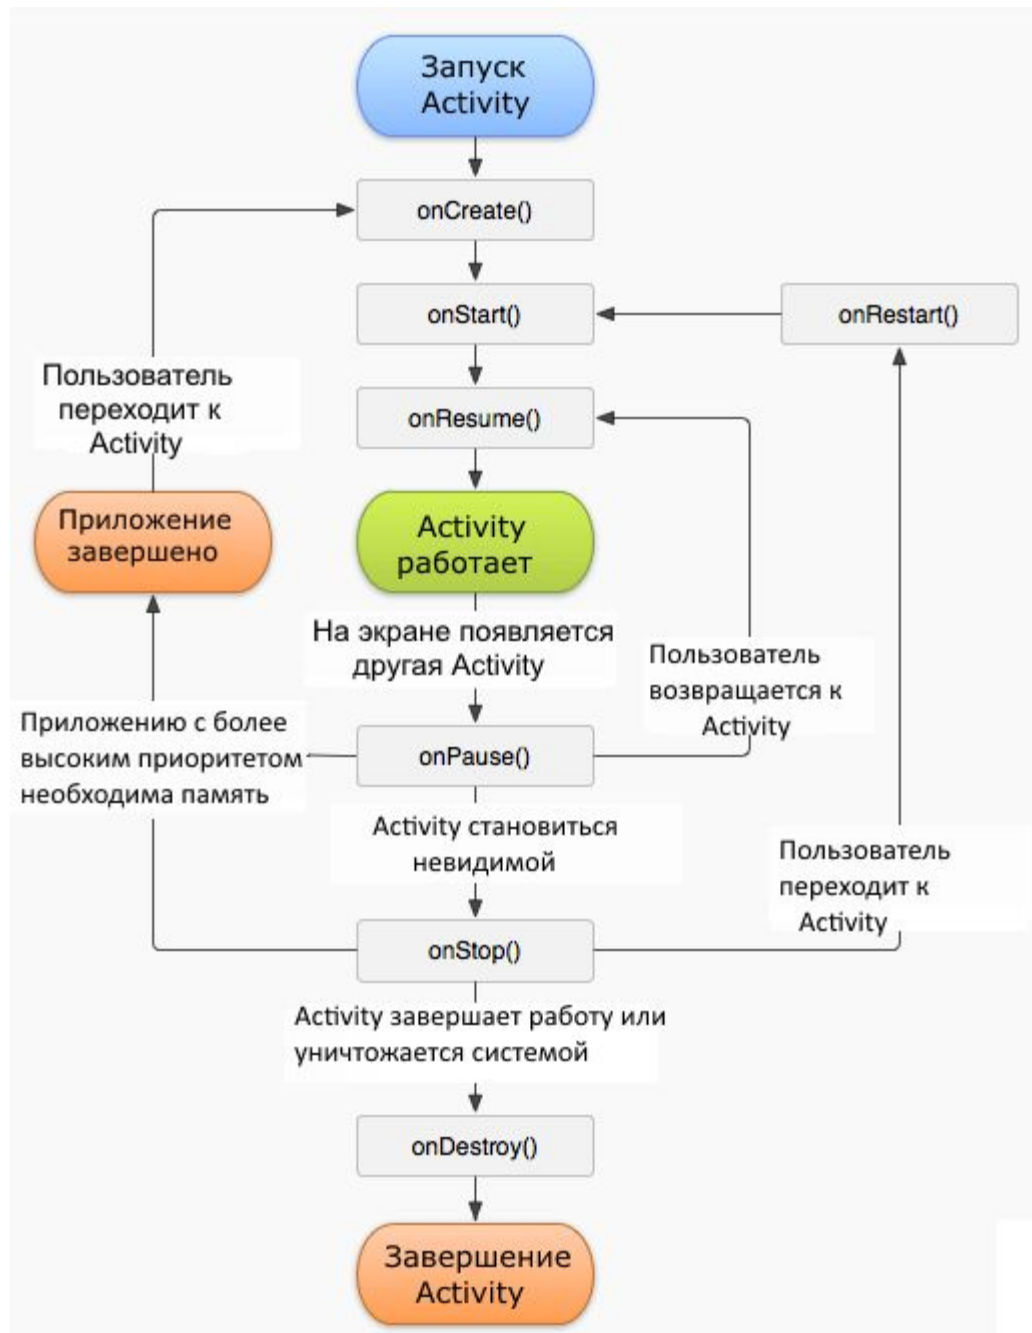 Запуск
Activity
onCreate()
onStart()
onRestart()
Пользователь
переходит к
Activity
onResume()
Приложение
завершено
Activity
работает
На экране появляется
другая Activity
Пользователь
возвращается к
Activity
Приложению с более
высоким приоритетом
необходима память
onPause()
Activity становиться
невидимой
Пользователь
переходит к
Activity
onStop()
Activity завершает работу или
уничтожается системой
onDestroy()
Завершение
Activity